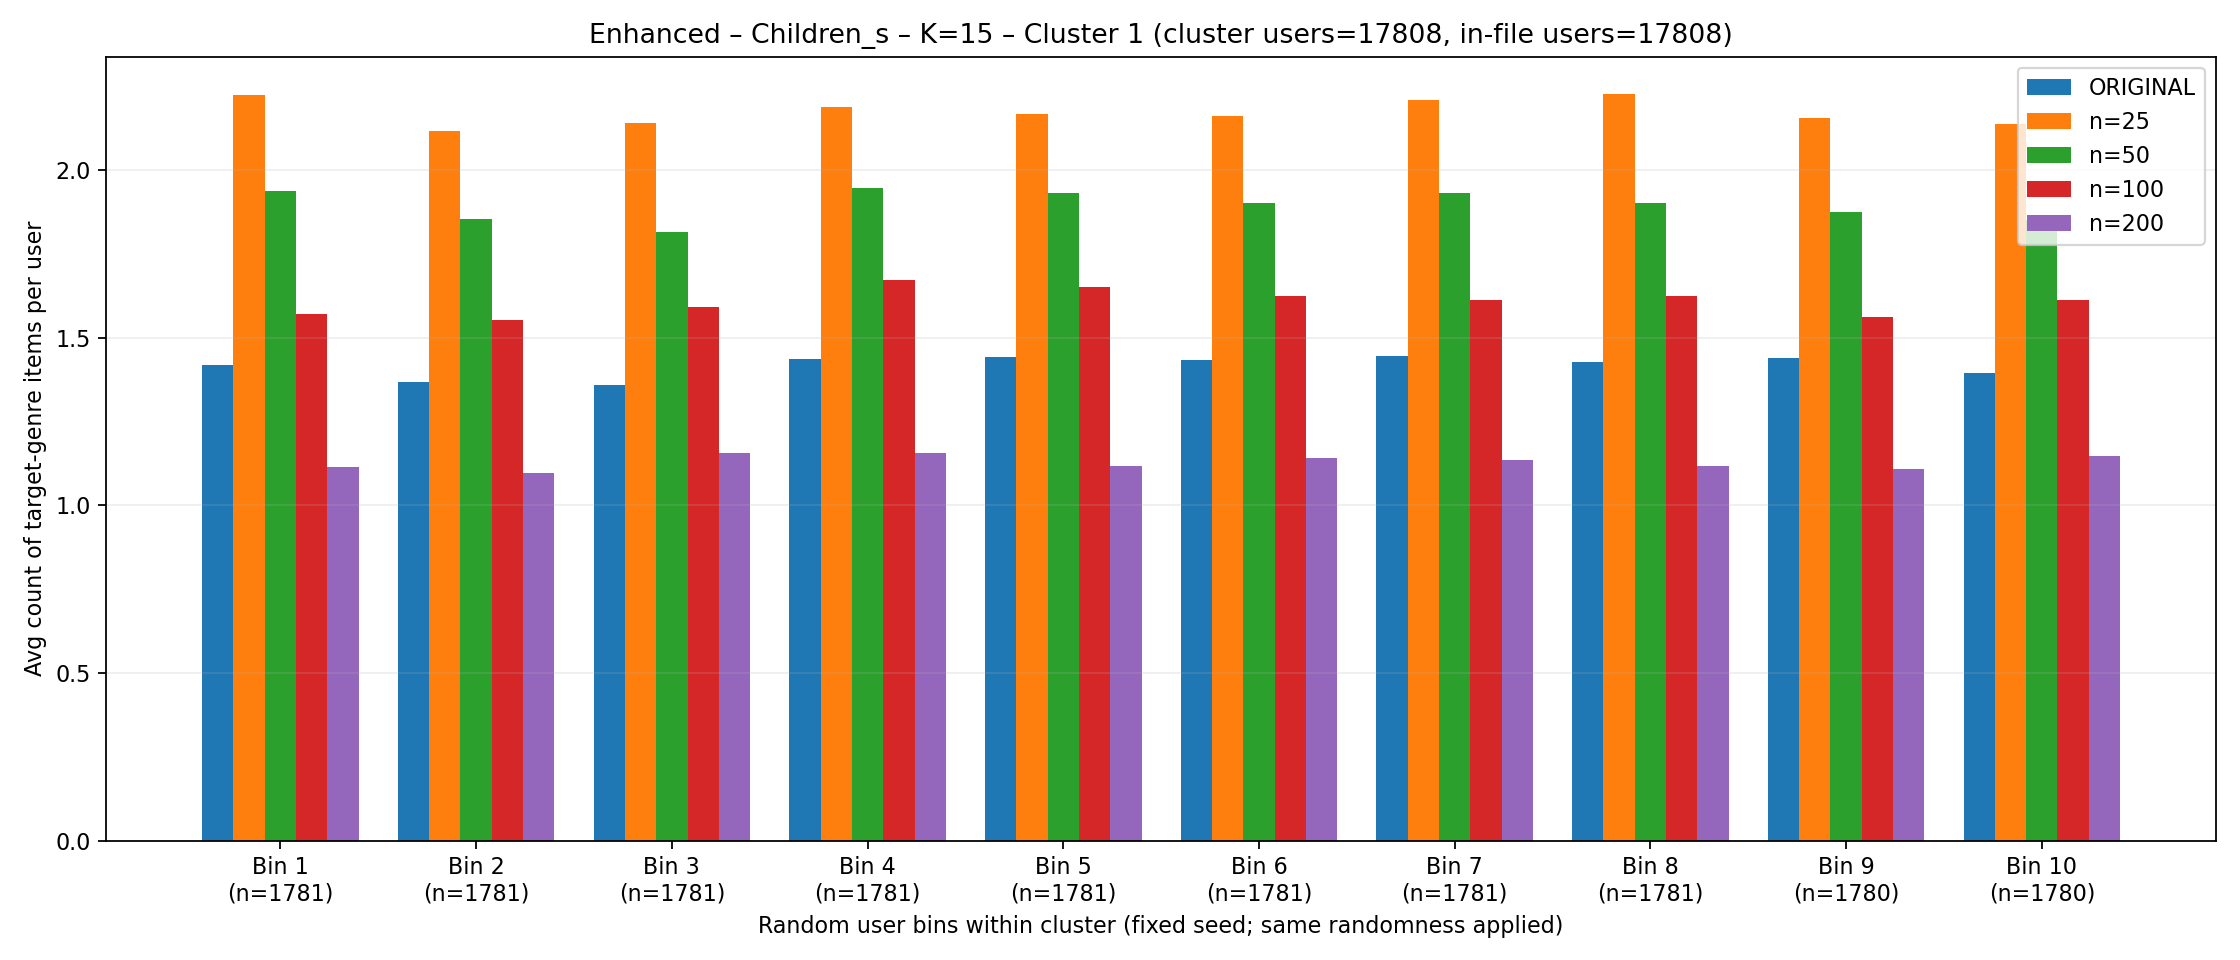 Enhanced – Children_s – K=15 – Cluster 1 (cluster users=17808, in-file users=17808)
ORIGINAL
n=25
n=50
n=100
n=200
Avg count of target-genre items per user
2.0
1.5
1.0
0.5
0.0
Bin 1 Bin 2 Bin 3 Bin 4 Bin 5 Bin 6 Bin 7 Bin 8 Bin 9 Bin 10
(n=1781) (n=1781) (n=1781) (n=1781) (n=1781) (n=1781) (n=1781) (n=1781) (n=1780) (n=1780)
Random user bins within cluster (fixed seed; same randomness applied)